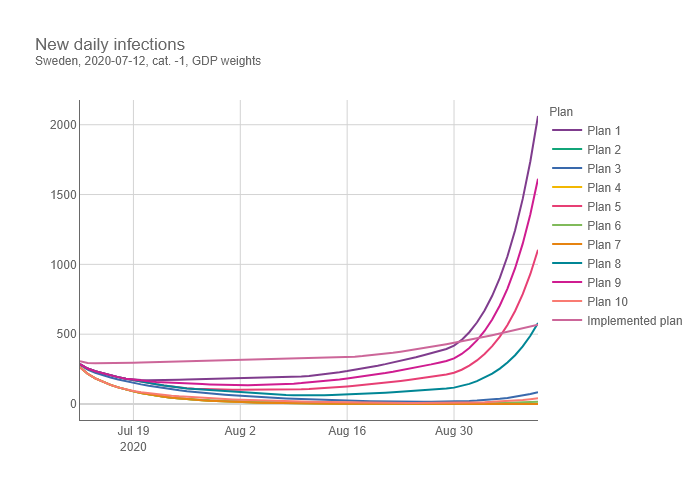 New daily infections
Sweden, 2020-07-12, cat. -1, GDP weights
2000
1500
1000
500
0
Jul 19
2020
Aug 2
Aug 16
Aug 30
Plan
Plan 1
Plan 2
Plan 3
Plan 4
Plan 5
Plan 6
Plan 7
Plan 8
Plan 9
Plan 10
Implemented plan